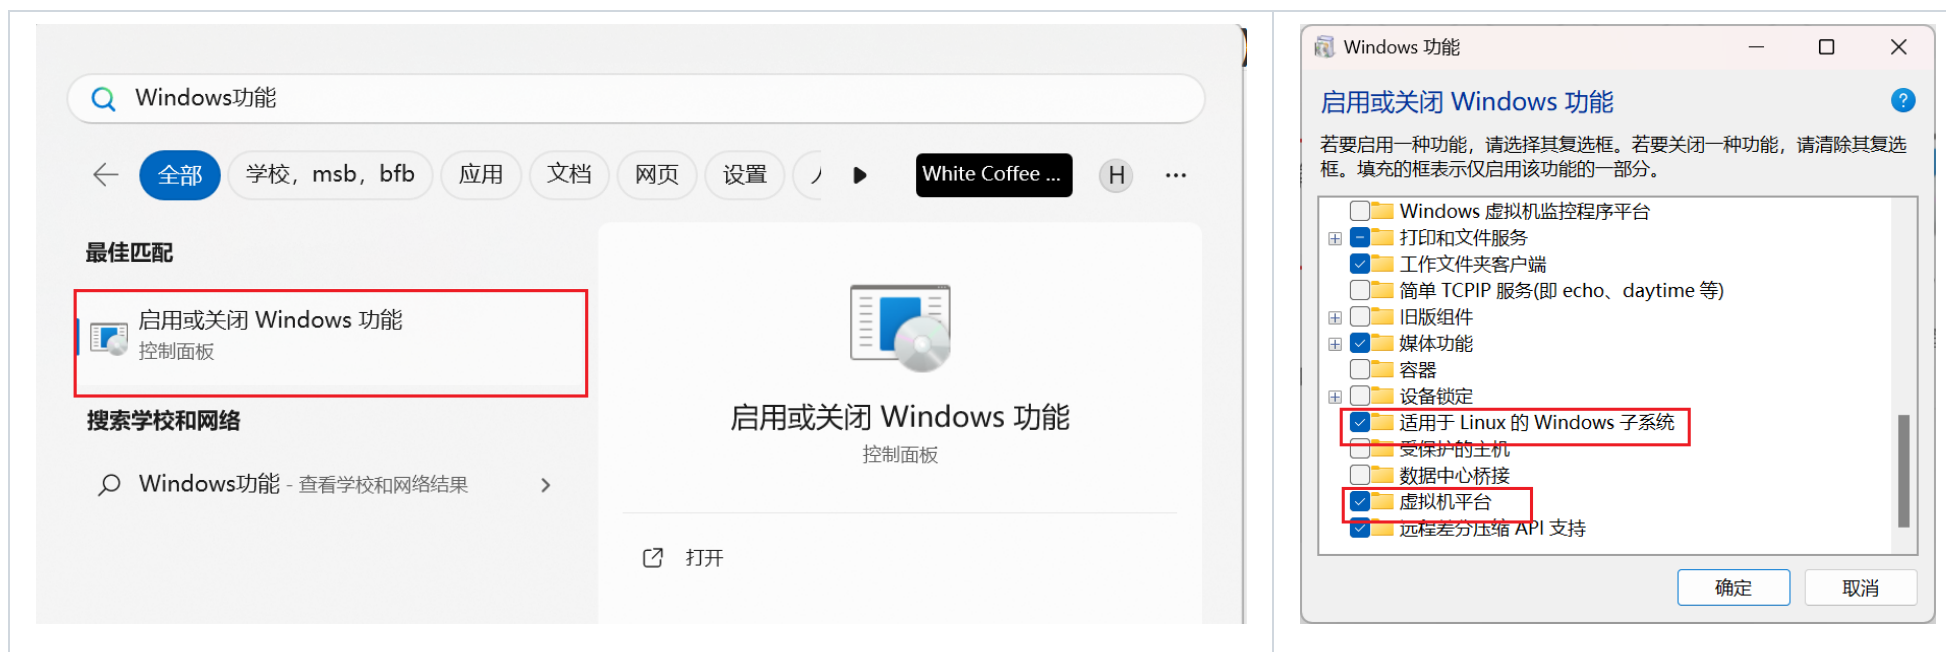 Windows功能
全部
学校，msb，bfb
应用
文档
网页
设置
White Coffee ...
H
最佳匹配
启用或关闭 Windows 功能
控制面板
搜索学校和网络
Windows功能 - 查看学校和网络结果
启用或关闭 Windows 功能
控制面板
打开
Windows 功能
启用或关闭 Windows 功能
?
若要启用一种功能，请选择其复选框。若要关闭一种功能，请清除其复选
框。填充的框表示仅启用该功能的一部分。
Windows 虚拟机监控程序平台
打印和文件服务
工作文件夹客户端
简单 TCPIP 服务(即 echo、daytime 等)
旧版组件
媒体功能
容器
设备锁定
适用于 Linux 的 Windows 子系统
受保护的主机
数据中心桥接
虚拟机平台
远程差分压缩 API 支持
确定
取消